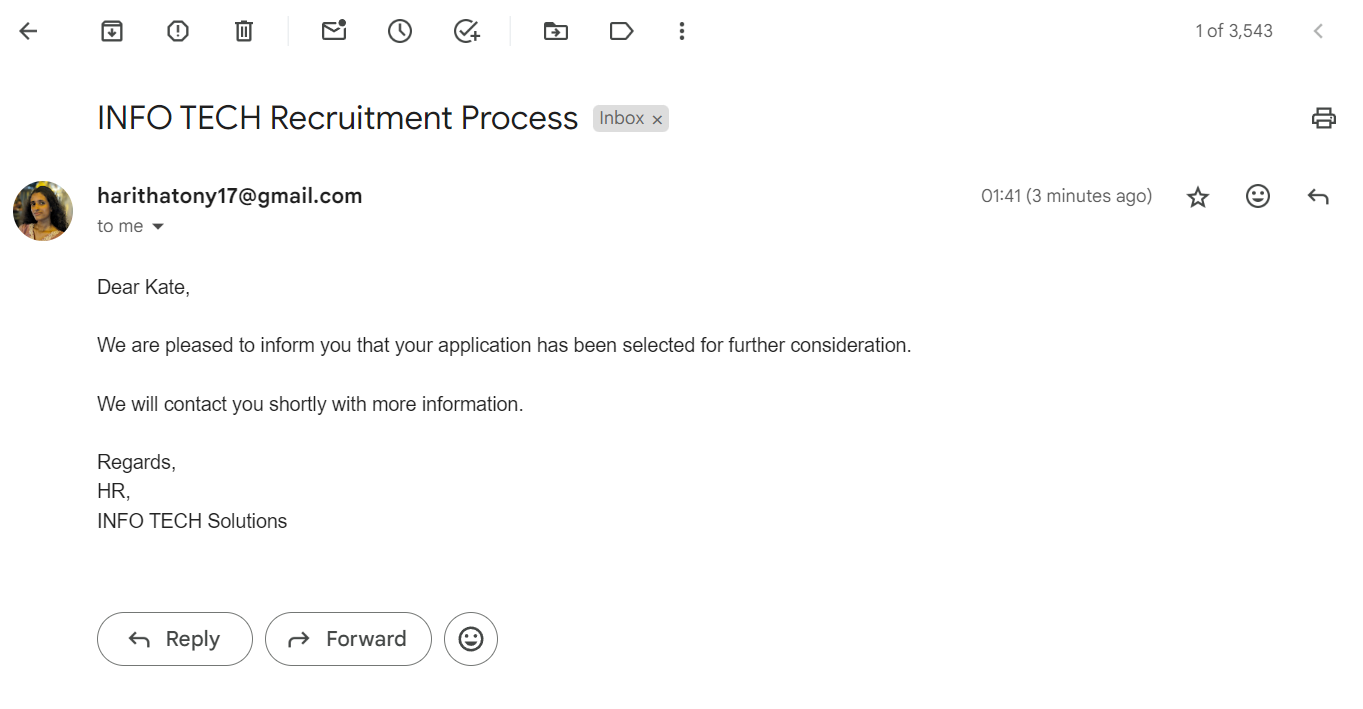 1 of 3,543
INFO TECH Recruitment Process Inbox x
harithatony17@gmail.com 01:41 (3 minutes ago)
to me
Dear Kate,
We are pleased to inform you that your application has been selected for further consideration.
We will contact you shortly with more information.
Regards,
HR,
INFO TECH Solutions
Reply Forward